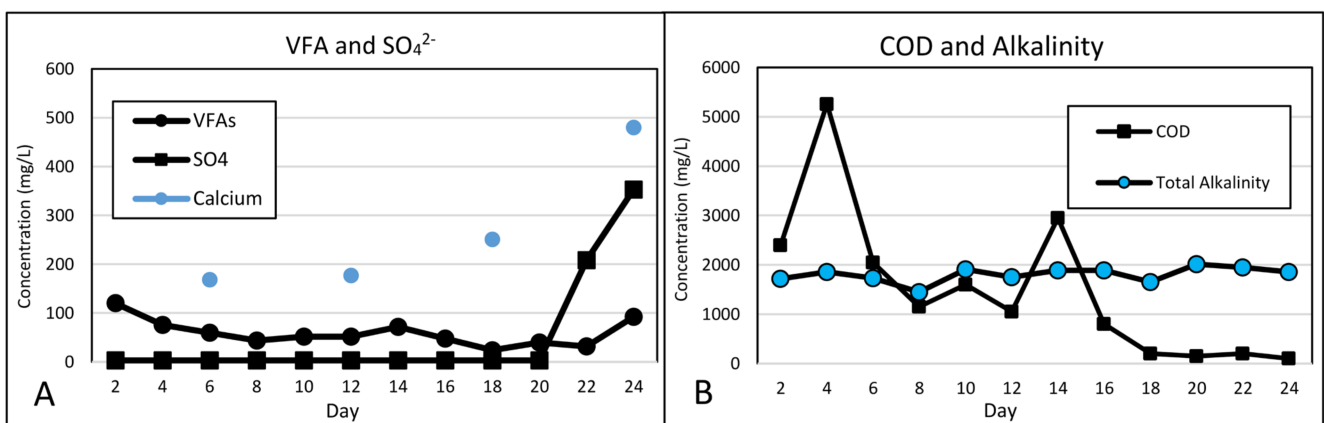 VFA and SO₄²⁻
600
500
400
300
200
100
0
Concentration (mg/L)
VFAs
SO4
Calcium
2 4 6 8 10 12 14 16 18 20 22 24
Day
A
COD and Alkalinity
6000
5000
4000
3000
2000
1000
0
Concentration (mg/L)
COD
Total Alkalinity
2 4 6 8 10 12 14 16 18 20 22 24
Day
B